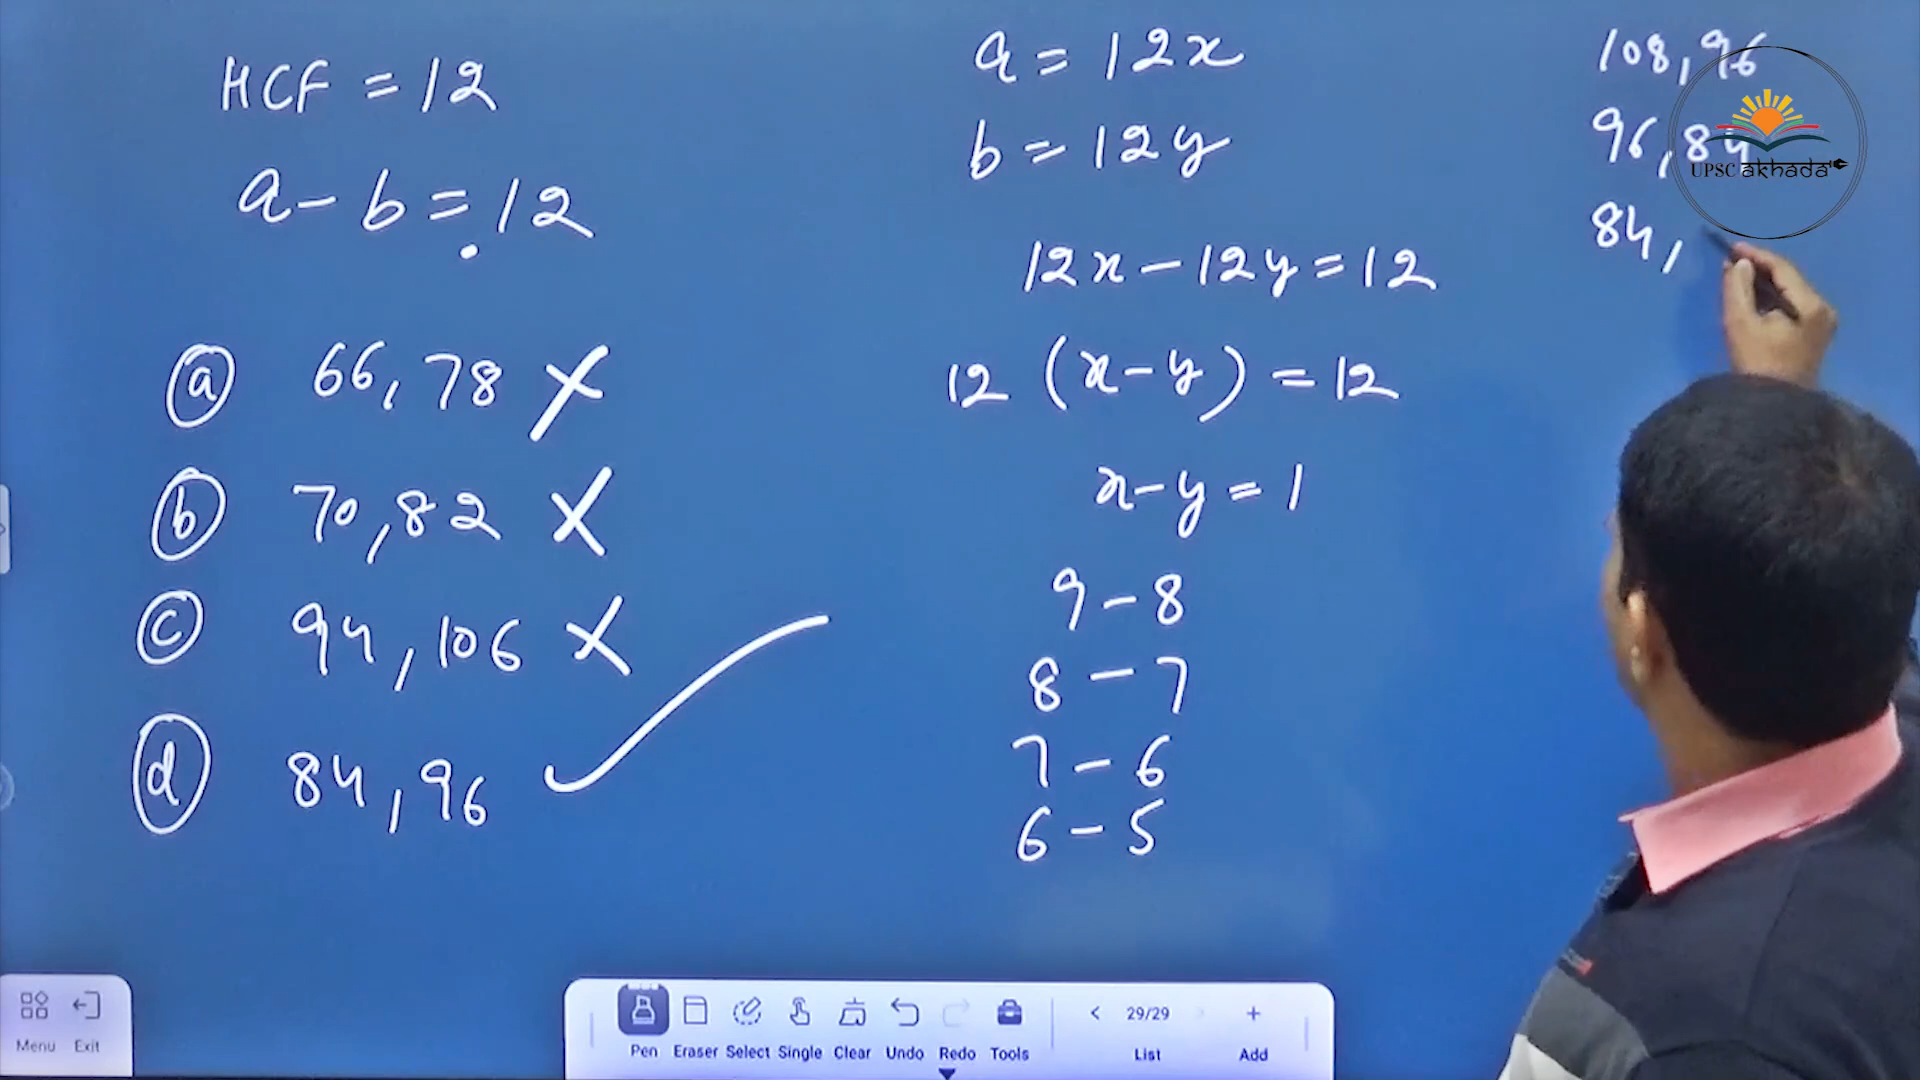 HCF = 12
a - b = 12
ⓐ 66, 78 X
ⓑ 70, 82 X
ⓒ 94, 106 X
ⓓ 84, 96 ✓
a = 12x
b = 12y
12x - 12y = 12
12 (x - y) = 12
x - y = 1
9 - 8
8 - 7
7 - 6
6 - 5
108, 96
96, 84
84,
UPSC akhada
Menu Exit
Pen Eraser Select Single Clear Undo Redo Tools
< 29/29 > +
List Add